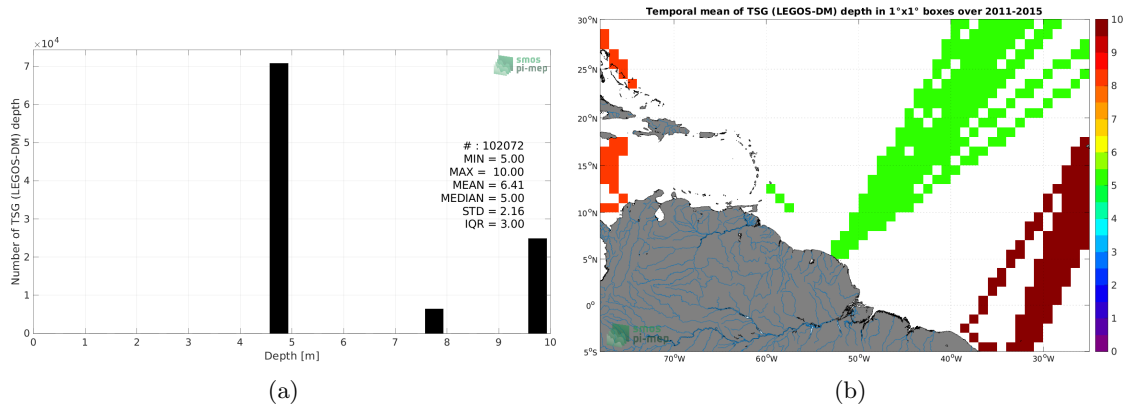 ×10⁴
7
6
5
4
3
2
1
0
Number of TSG (LEGOS-DM) depth
0 1 2 3 4 5 6 7 8 9 10
Depth [m]
smos
pi-mep
# : 102072
MIN = 5.00
MAX = 10.00
MEAN = 6.41
MEDIAN = 5.00
STD = 2.16
IQR = 3.00
(a)
Temporal mean of TSG (LEGOS-DM) depth in 1°x1° boxes over 2011-2015
30°N
25°N
20°N
15°N
10°N
5°N
0°
5°S
70°W 60°W 50°W 40°W 30°W
smos
pi-mep
10
9
8
7
6
5
4
3
2
1
0
(b)